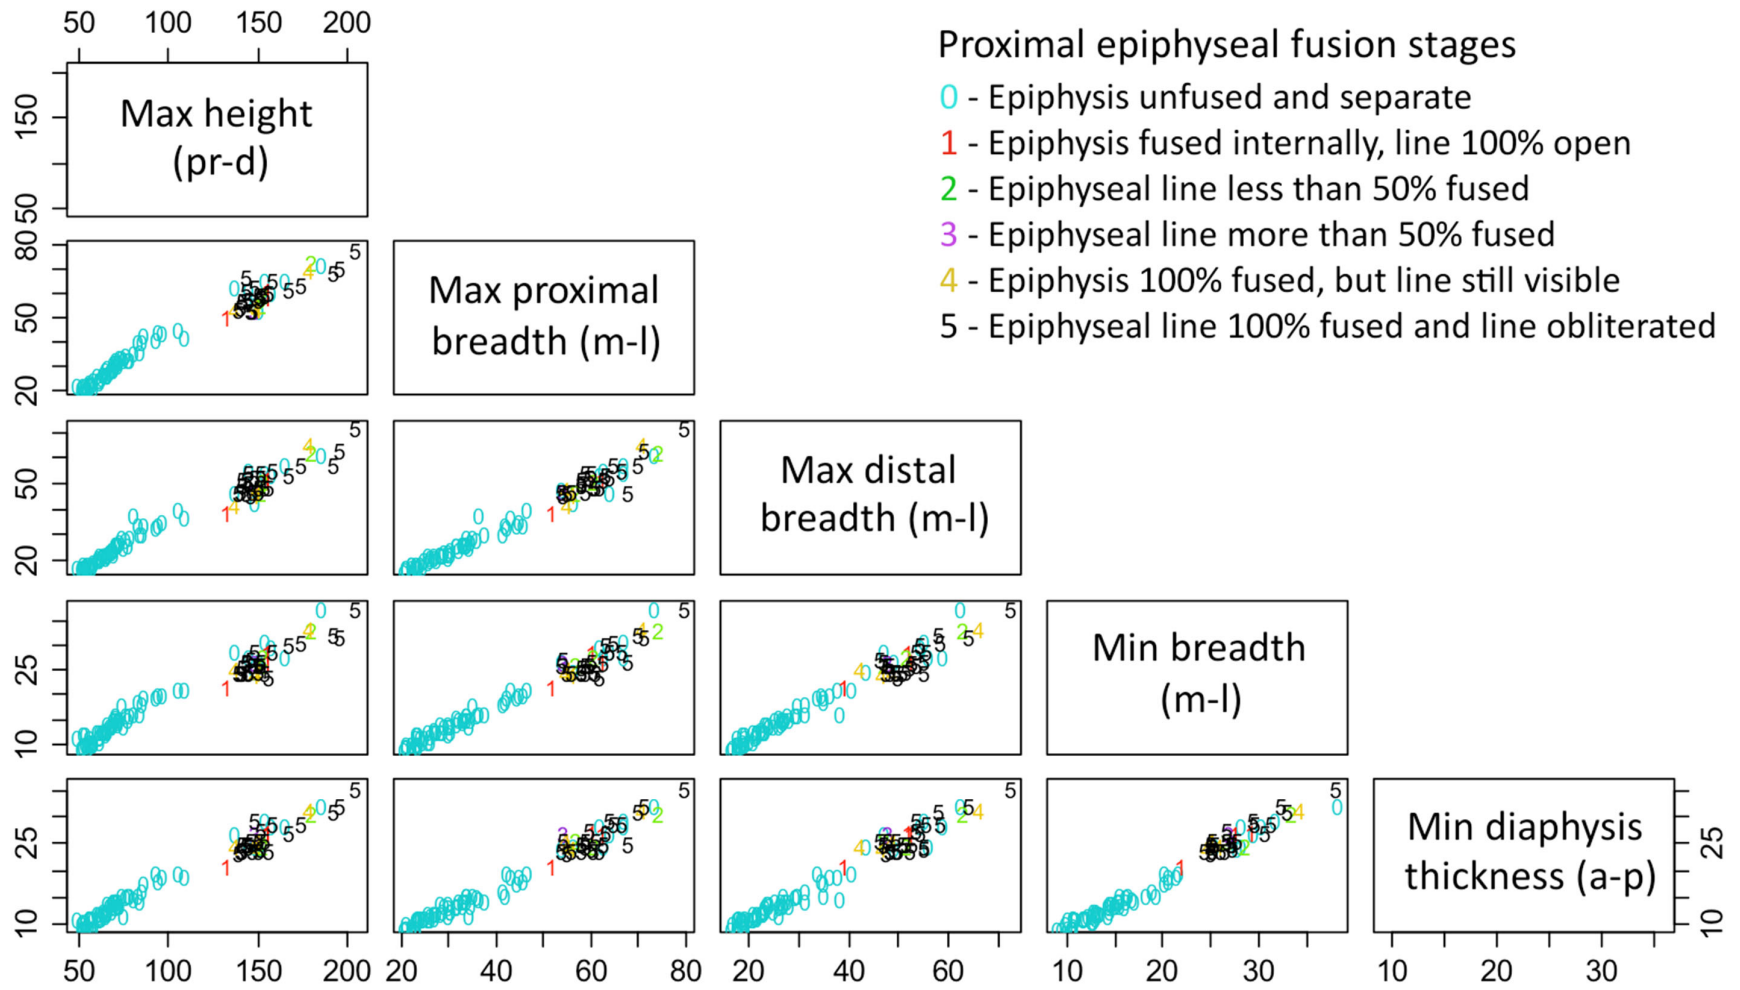 50 100 150 200
Proximal epiphyseal fusion stages
0 - Epiphysis unfused and separate
1 - Epiphysis fused internally, line 100% open
2 - Epiphyseal line less than 50% fused
3 - Epiphyseal line more than 50% fused
4 - Epiphysis 100% fused, but line still visible
5 - Epiphyseal line 100% fused and line obliterated
Max height
(pr-d)
50 150
Max proximal
breadth (m-l)
20 50 80
Max distal
breadth (m-l)
20 50
Min breadth
(m-l)
10 25
Min diaphysis
thickness (a-p)
10 25
10 25
50 100 150 200
20 40 60 80
20 40 60
10 20 30
10 20 30